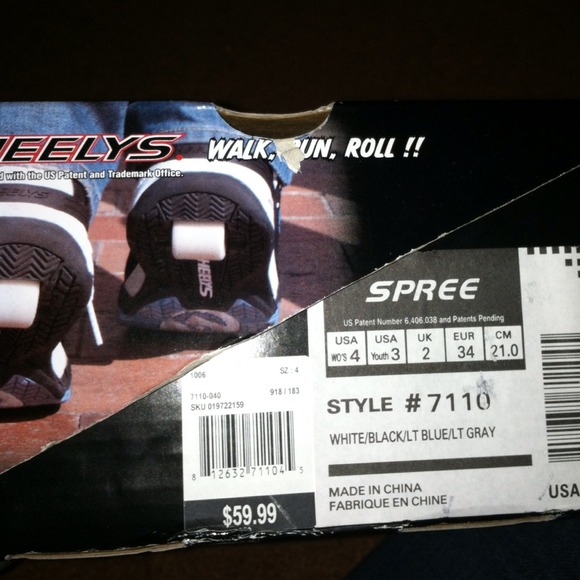 HEELYS. WALK, RUN, ROLL !!
d with the US Patent and Trademark Office.
HEELYS
HEELYS
SPREE
US Patent Number 6,406,038 and Patents Pending
USA WO'S 4
USA Youth 3
UK 2
EUR 34
CM 21.0
STYLE # 7110
WHITE/BLACK/LT BLUE/LT GRAY
MADE IN CHINA
FABRIQUE EN CHINE
USA
1006 SZ: 4
7110-040 918 / 183
SKU 019722159
8 12632 71104 5
$59.99